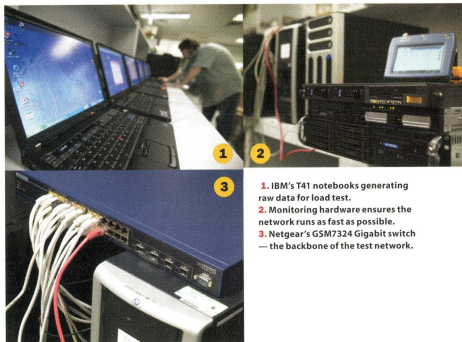 1
2
3
1. IBM's T41 notebooks generating
raw data for load test.
2. Monitoring hardware ensures the
network runs as fast as possible.
3. Netgear's GSM7324 Gigabit switch
— the backbone of the test network.